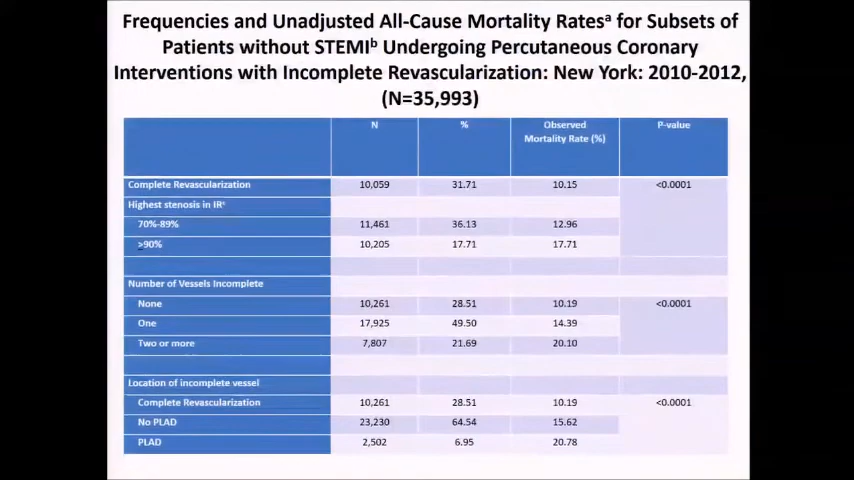 Frequencies and Unadjusted All-Cause Mortality Ratesᵃ for Subsets of
Patients without STEMIᵇ Undergoing Percutaneous Coronary
Interventions with Incomplete Revascularization: New York: 2010-2012,
(N=35,993)
N % Observed P-value
Mortality Rate (%)
Complete Revascularization 10,059 31.71 10.15 <0.0001
Highest stenosis in IRᶜ
70%-89% 11,461 36.13 12.96
>90% 10,205 17.71 17.71
Number of Vessels Incomplete
None 10,261 28.51 10.19 <0.0001
One 17,925 49.50 14.39
Two or more 7,807 21.69 20.10
Location of incomplete vessel
Complete Revascularization 10,261 28.51 10.19 <0.0001
No PLAD 23,230 64.54 15.62
PLAD 2,502 6.95 20.78